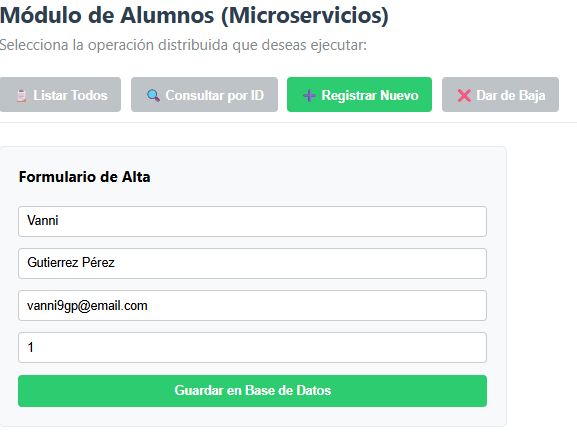 Módulo de Alumnos (Microservicios)
Selecciona la operación distribuida que deseas ejecutar:
Listar Todos Consultar por ID Registrar Nuevo Dar de Baja
Formulario de Alta
Vanni
Gutierrez Pérez
vanni9gp@email.com
1
Guardar en Base de Datos